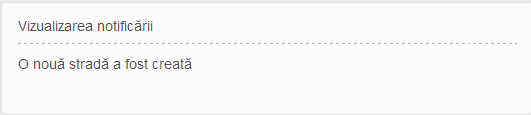 Vizualizarea notificării
O nouă stradă a fost creată